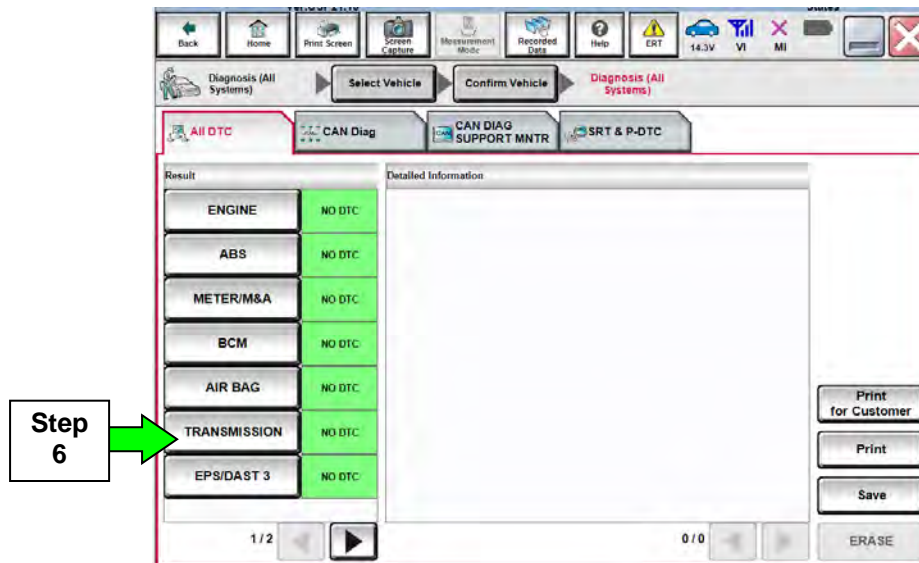 Back
Home
Print Screen
Screen
Capture
Measurement
Mode
Recorded
Data
Help
ERT
14.3V
VI
MI
Diagnosis (All
Systems)
Select Vehicle
Confirm Vehicle
Diagnosis (All
Systems)
All DTC
CAN Diag
CAN DIAG
SUPPORT MNTR
SRT & P-DTC
Result
Detailed Information
ENGINE
NO DTC
ABS
NO DTC
METER/M&A
NO DTC
BCM
NO DTC
AIR BAG
NO DTC
TRANSMISSION
NO DTC
EPS/DAST 3
NO DTC
Step
6
Print
for Customer
Print
Save
1/2
0/0
ERASE